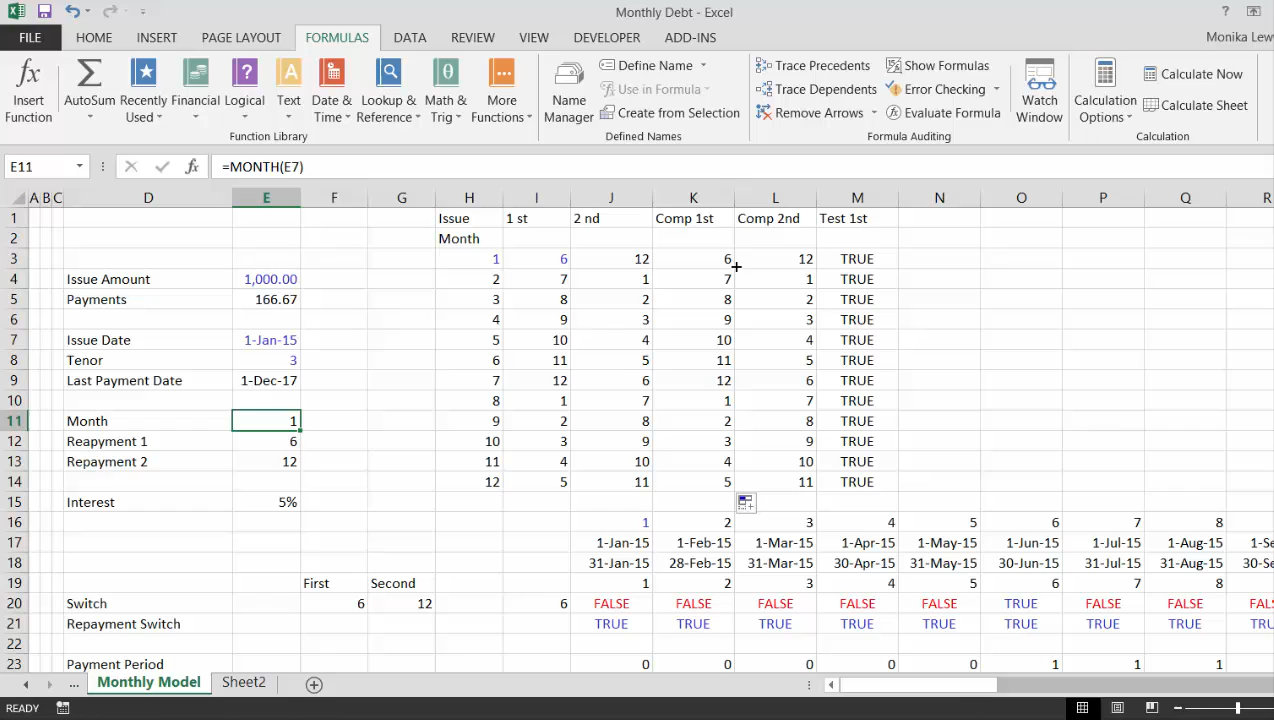 Monthly Debt - Excel
?
FILE HOME INSERT PAGE LAYOUT FORMULAS DATA REVIEW VIEW DEVELOPER ADD-INS Monika Lew
fx Σ ? A θ
Insert Function
AutoSum
Recently Used
Financial
Logical
Text
Date & Time
Lookup & Reference
Math & Trig
More Functions
Function Library
Name Manager
Define Name
Use in Formula
Create from Selection
Defined Names
Trace Precedents
Trace Dependents
Remove Arrows
Show Formulas
Error Checking
Evaluate Formula
Formula Auditing
Watch Window
Calculation Options
Calculate Now
Calculate Sheet
Calculation
E11 fx =MONTH(E7)
A B C D E F G H I J K L M N O P Q R
1 Issue 1 st 2 nd Comp 1st Comp 2nd Test 1st
2 Month
3 1 6 12 6 12 TRUE
4 Issue Amount 1,000.00 2 7 1 7 1 TRUE
5 Payments 166.67 3 8 2 8 2 TRUE
6 4 9 3 9 3 TRUE
7 Issue Date 1-Jan-15 5 10 4 10 4 TRUE
8 Tenor 3 6 11 5 11 5 TRUE
9 Last Payment Date 1-Dec-17 7 12 6 12 6 TRUE
10 8 1 7 1 7 TRUE
11 Month 1 9 2 8 2 8 TRUE
12 Reapyment 1 6 10 3 9 3 9 TRUE
13 Repayment 2 12 11 4 10 4 10 TRUE
14 12 5 11 5 11 TRUE
15 Interest 5%
16 1 2 3 4 5 6 7 8
17 1-Jan-15 1-Feb-15 1-Mar-15 1-Apr-15 1-May-15 1-Jun-15 1-Jul-15 1-Aug-15 1-Se
18 31-Jan-15 28-Feb-15 31-Mar-15 30-Apr-15 31-May-15 30-Jun-15 31-Jul-15 31-Aug-15 30-Se
19 First Second 1 2 3 4 5 6 7 8
20 Switch 6 12 6 FALSE FALSE FALSE FALSE FALSE TRUE FALSE FALSE FAL
21 Repayment Switch TRUE TRUE TRUE TRUE TRUE TRUE TRUE TRUE TR
22
23 Payment Period 0 0 0 0 0 1 1 1
... Monthly Model Sheet2
READY